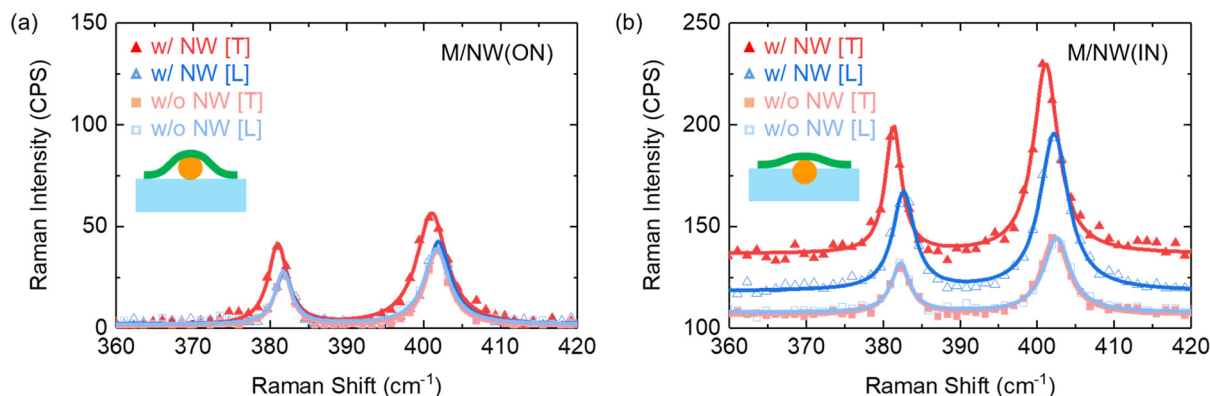 (a)
150
100
50
0
Raman Intensity (CPS)
w/ NW [T]
w/ NW [L]
w/o NW [T]
w/o NW [L]
M/NW(ON)
360 370 380 390 400 410 420
Raman Shift (cm⁻¹)
(b)
250
200
150
100
Raman Intensity (CPS)
w/ NW [T]
w/ NW [L]
w/o NW [T]
w/o NW [L]
M/NW(IN)
360 370 380 390 400 410 420
Raman Shift (cm⁻¹)